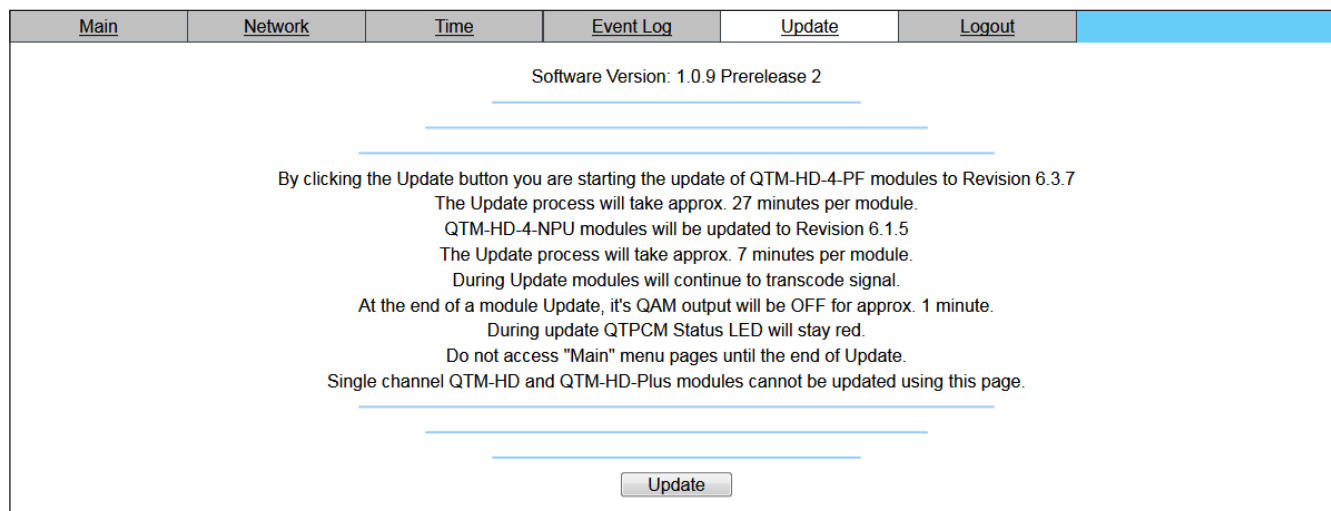 Main Network Time Event Log Update Logout
Software Version: 1.0.9 Prerelease 2
By clicking the Update button you are starting the update of QTM-HD-4-PF modules to Revision 6.3.7
The Update process will take approx. 27 minutes per module.
QTM-HD-4-NPU modules will be updated to Revision 6.1.5
The Update process will take approx. 7 minutes per module.
During Update modules will continue to transcode signal.
At the end of a module Update, it's QAM output will be OFF for approx. 1 minute.
During update QTPCM Status LED will stay red.
Do not access "Main" menu pages until the end of Update.
Single channel QTM-HD and QTM-HD-Plus modules cannot be updated using this page.
Update